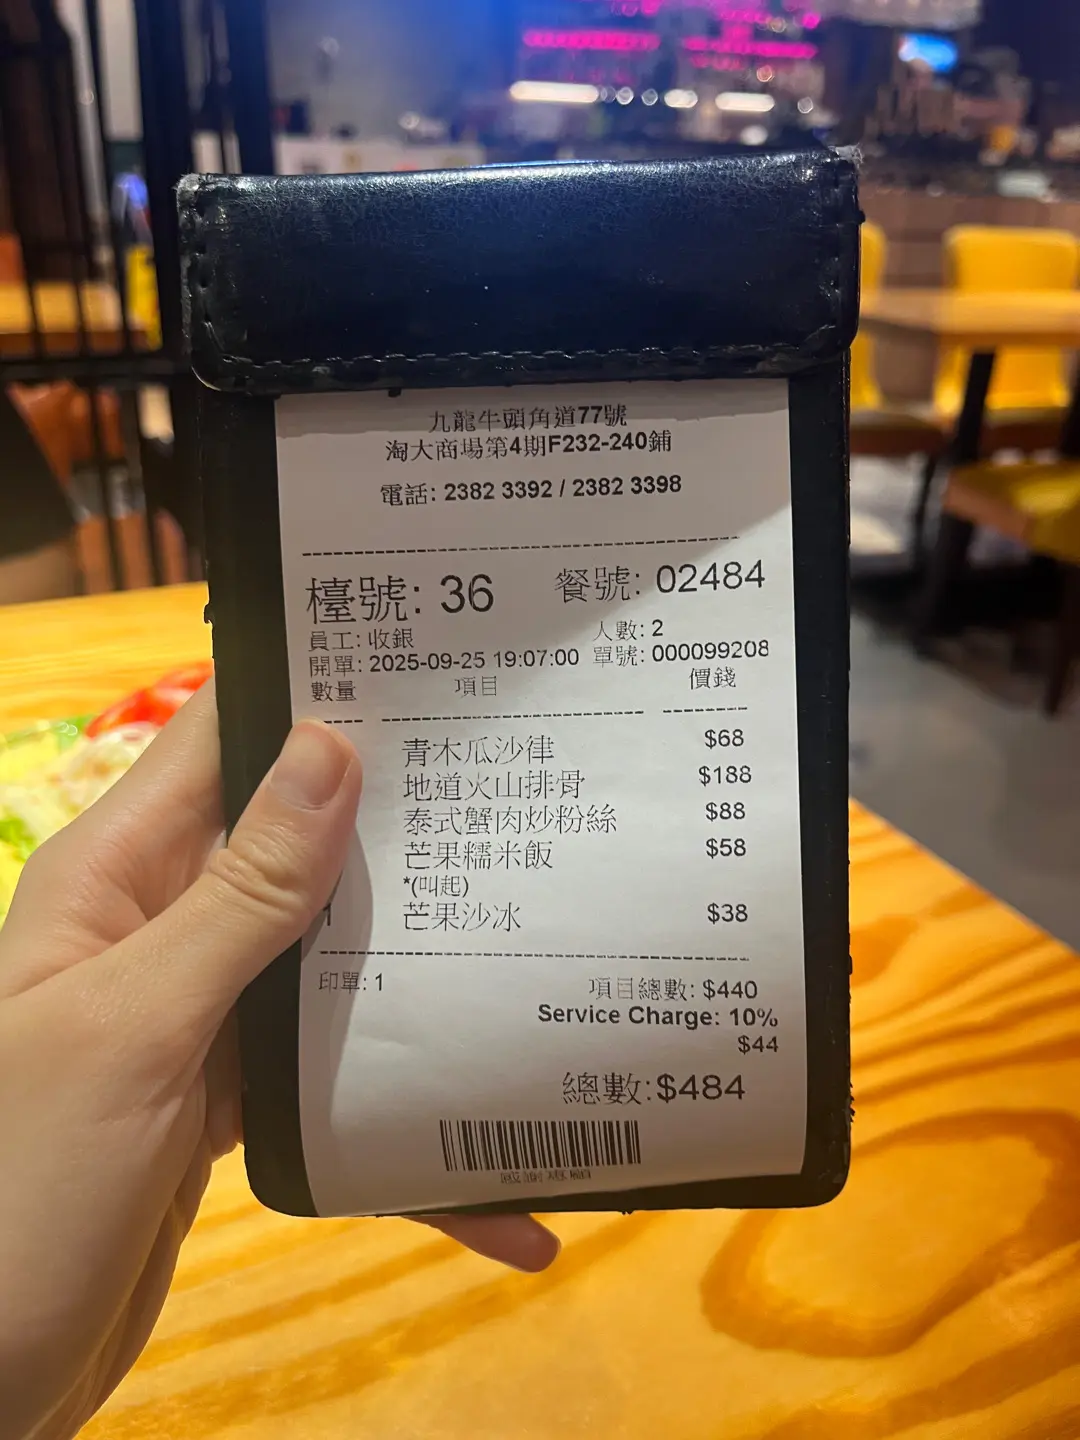 九龍牛頭角道77號
淘大商場第4期F232-240鋪
電話: 2382 3392 / 2382 3398
檯號: 36 餐號: 02484
員工: 收銀 人數: 2
開單: 2025-09-25 19:07:00 單號: 000099208
數量 項目 價錢
青木瓜沙律 $68
地道火山排骨 $188
泰式蟹肉炒粉絲 $88
芒果糯米飯 $58
*(叫起)
1 芒果沙冰 $38
印單: 1 項目總數: $440
Service Charge: 10%
$44
總數:$484